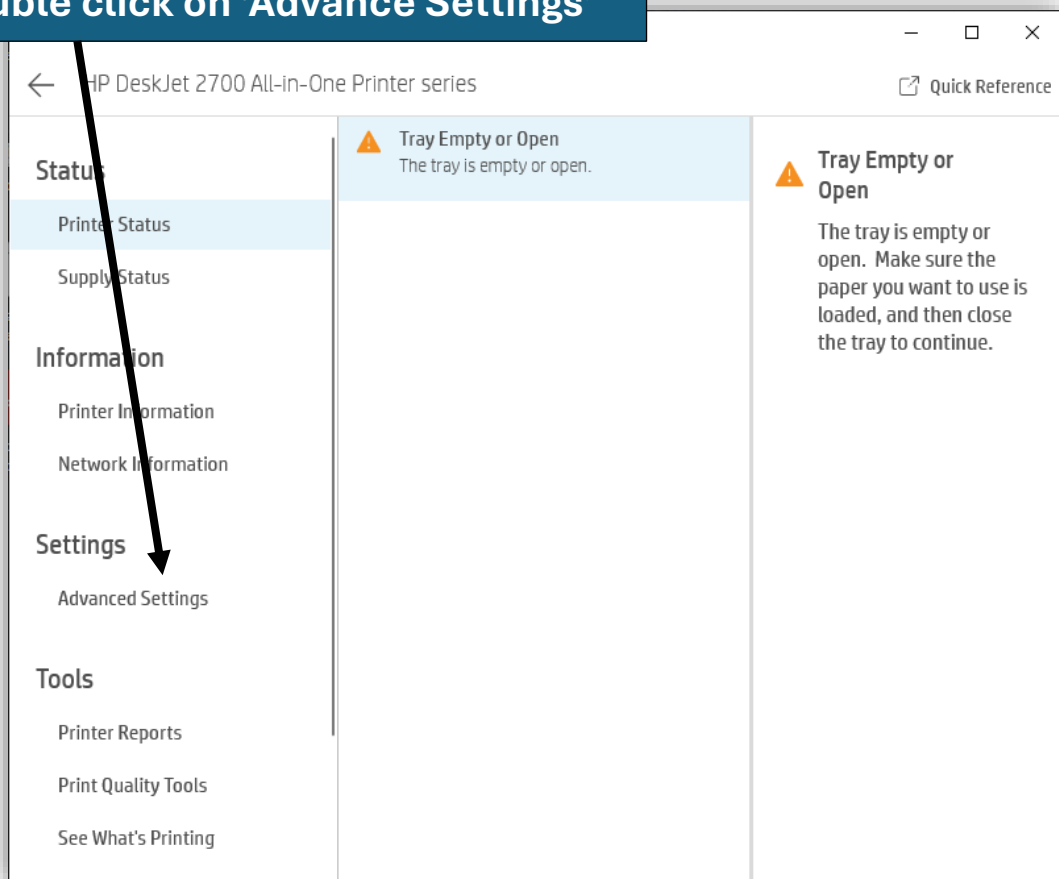 click on 'Advance Settings
HP DeskJet 2700 All-in-One Printer series
Quick Reference
Status
Printer Status
Supply Status
Information
Printer Information
Network Information
Settings
Advanced Settings
Tools
Printer Reports
Print Quality Tools
See What's Printing
Tray Empty or Open
The tray is empty or open.
Tray Empty or
Open
The tray is empty or
open. Make sure the
paper you want to use is
loaded, and then close
the tray to continue.